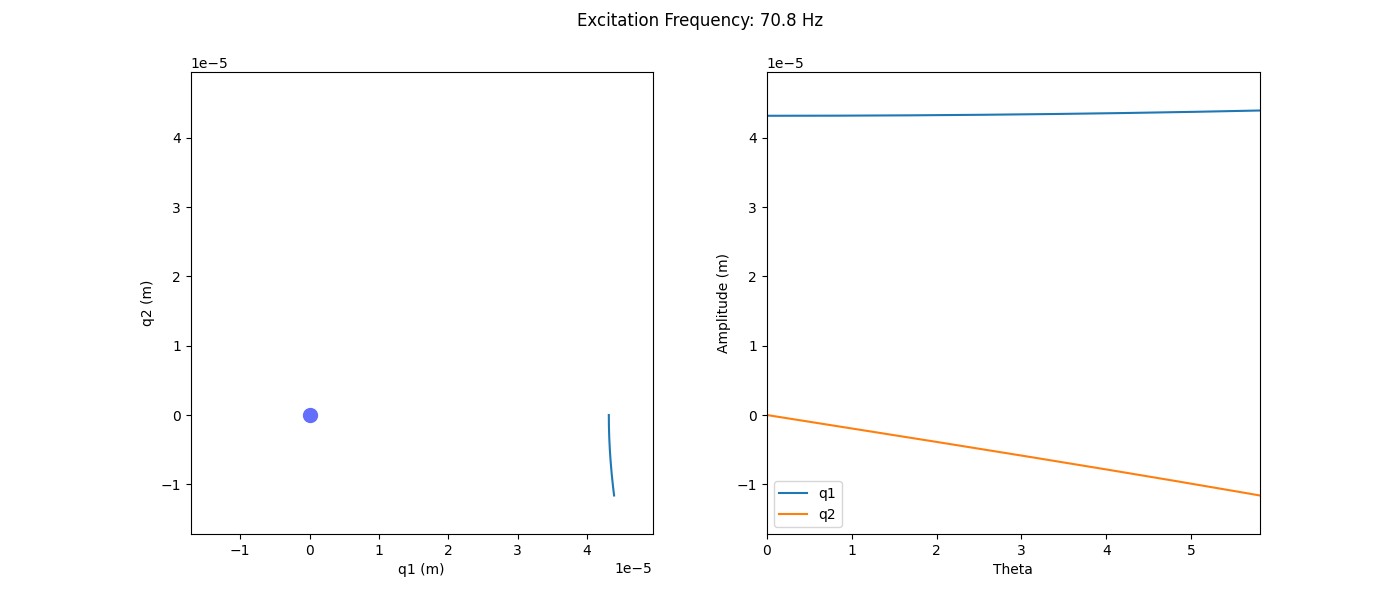 Excitation Frequency: 70.8 Hz
1e−5
4
3
2
1
0
−1
q2 (m)
−1 0 1 2 3 4
q1 (m)
1e−5
1e−5
4
3
2
1
0
−1
Amplitude (m)
q1
q2
0 1 2 3 4 5
Theta